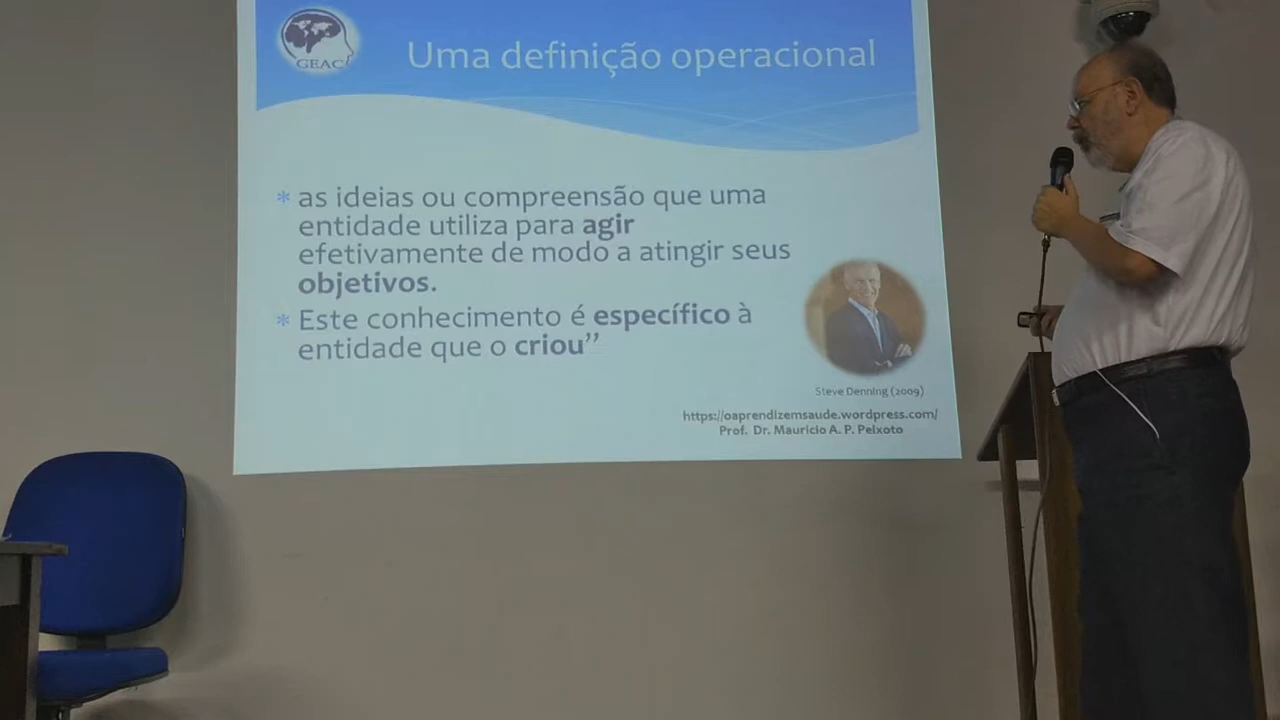 GEAC
Uma definição operacional
* as ideias ou compreensão que uma
entidade utiliza para agir
efetivamente de modo a atingir seus
objetivos.
* Este conhecimento é específico à
entidade que o criou”
Steve Denning (2009)
https://oaprendizemsaude.wordpress.com/
Prof. Dr. Mauricio A. P. Peixoto